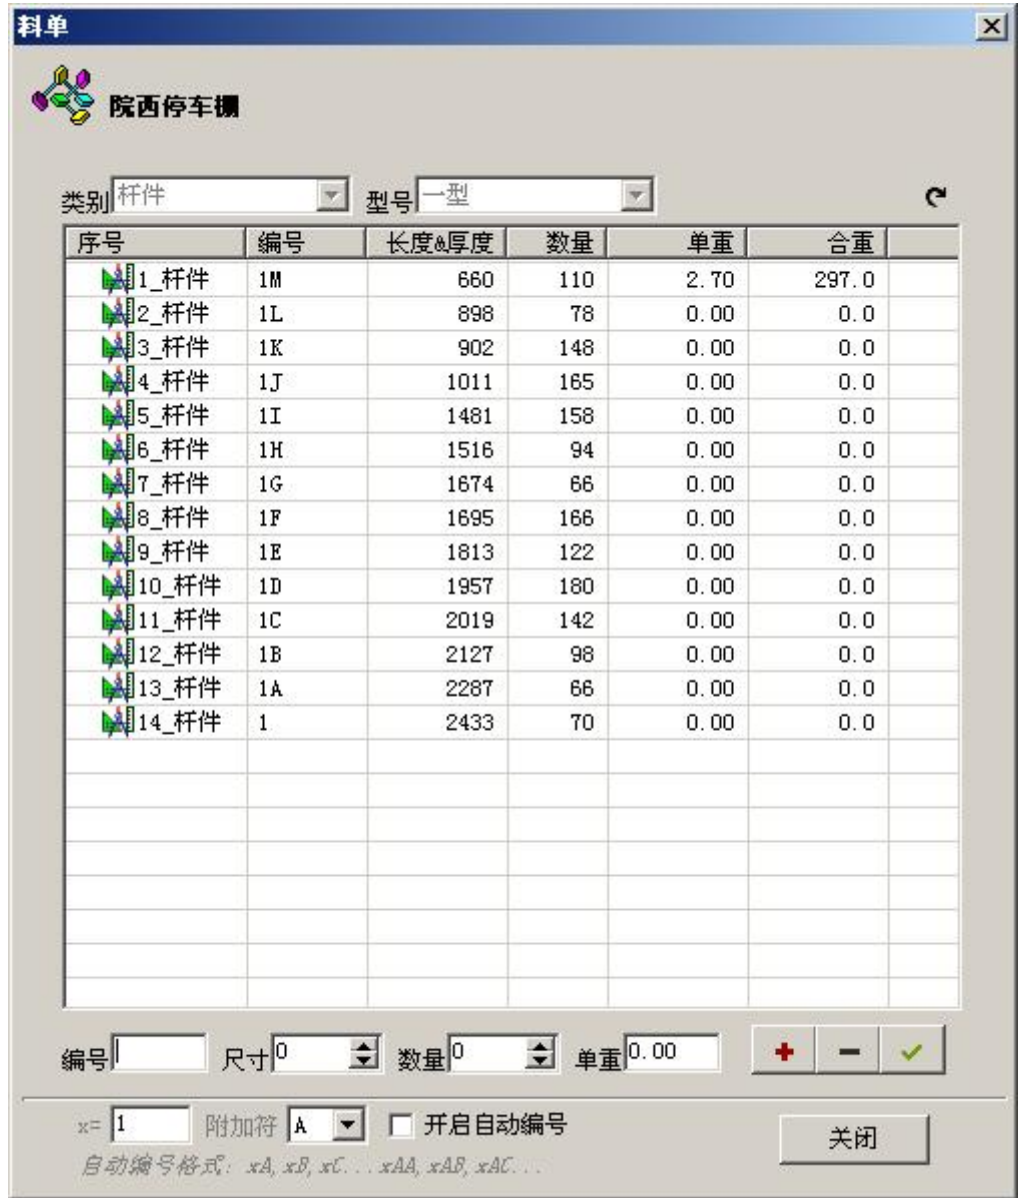 料单
院西停车棚
类别 杆件 型号 一型
序号 编号 长度&厚度 数量 单重 合重
1_杆件 1M 660 110 2.70 297.0
2_杆件 1L 898 78 0.00 0.0
3_杆件 1K 902 148 0.00 0.0
4_杆件 1J 1011 165 0.00 0.0
5_杆件 1I 1481 158 0.00 0.0
6_杆件 1H 1516 94 0.00 0.0
7_杆件 1G 1674 66 0.00 0.0
8_杆件 1F 1695 166 0.00 0.0
9_杆件 1E 1813 122 0.00 0.0
10_杆件 1D 1957 180 0.00 0.0
11_杆件 1C 2019 142 0.00 0.0
12_杆件 1B 2127 98 0.00 0.0
13_杆件 1A 2287 66 0.00 0.0
14_杆件 1 2433 70 0.00 0.0
编号 尺寸 0 数量 0 单重 0.00
x= 1 附加符 A 开启自动编号 关闭
自动编号格式: xA, xB, xC. . . xAA, xAB, xAC. . .